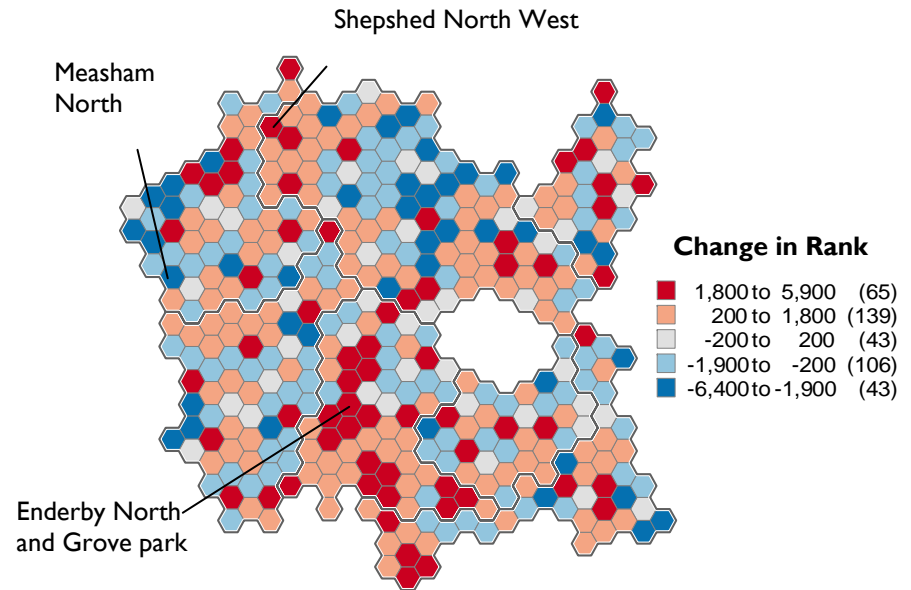 Shepshed North West
Measham
North
Change in Rank
1,800 to 5,900 (65)
200 to 1,800 (139)
-200 to 200 (43)
-1,900 to -200 (106)
-6,400 to -1,900 (43)
Enderby North
and Grove park